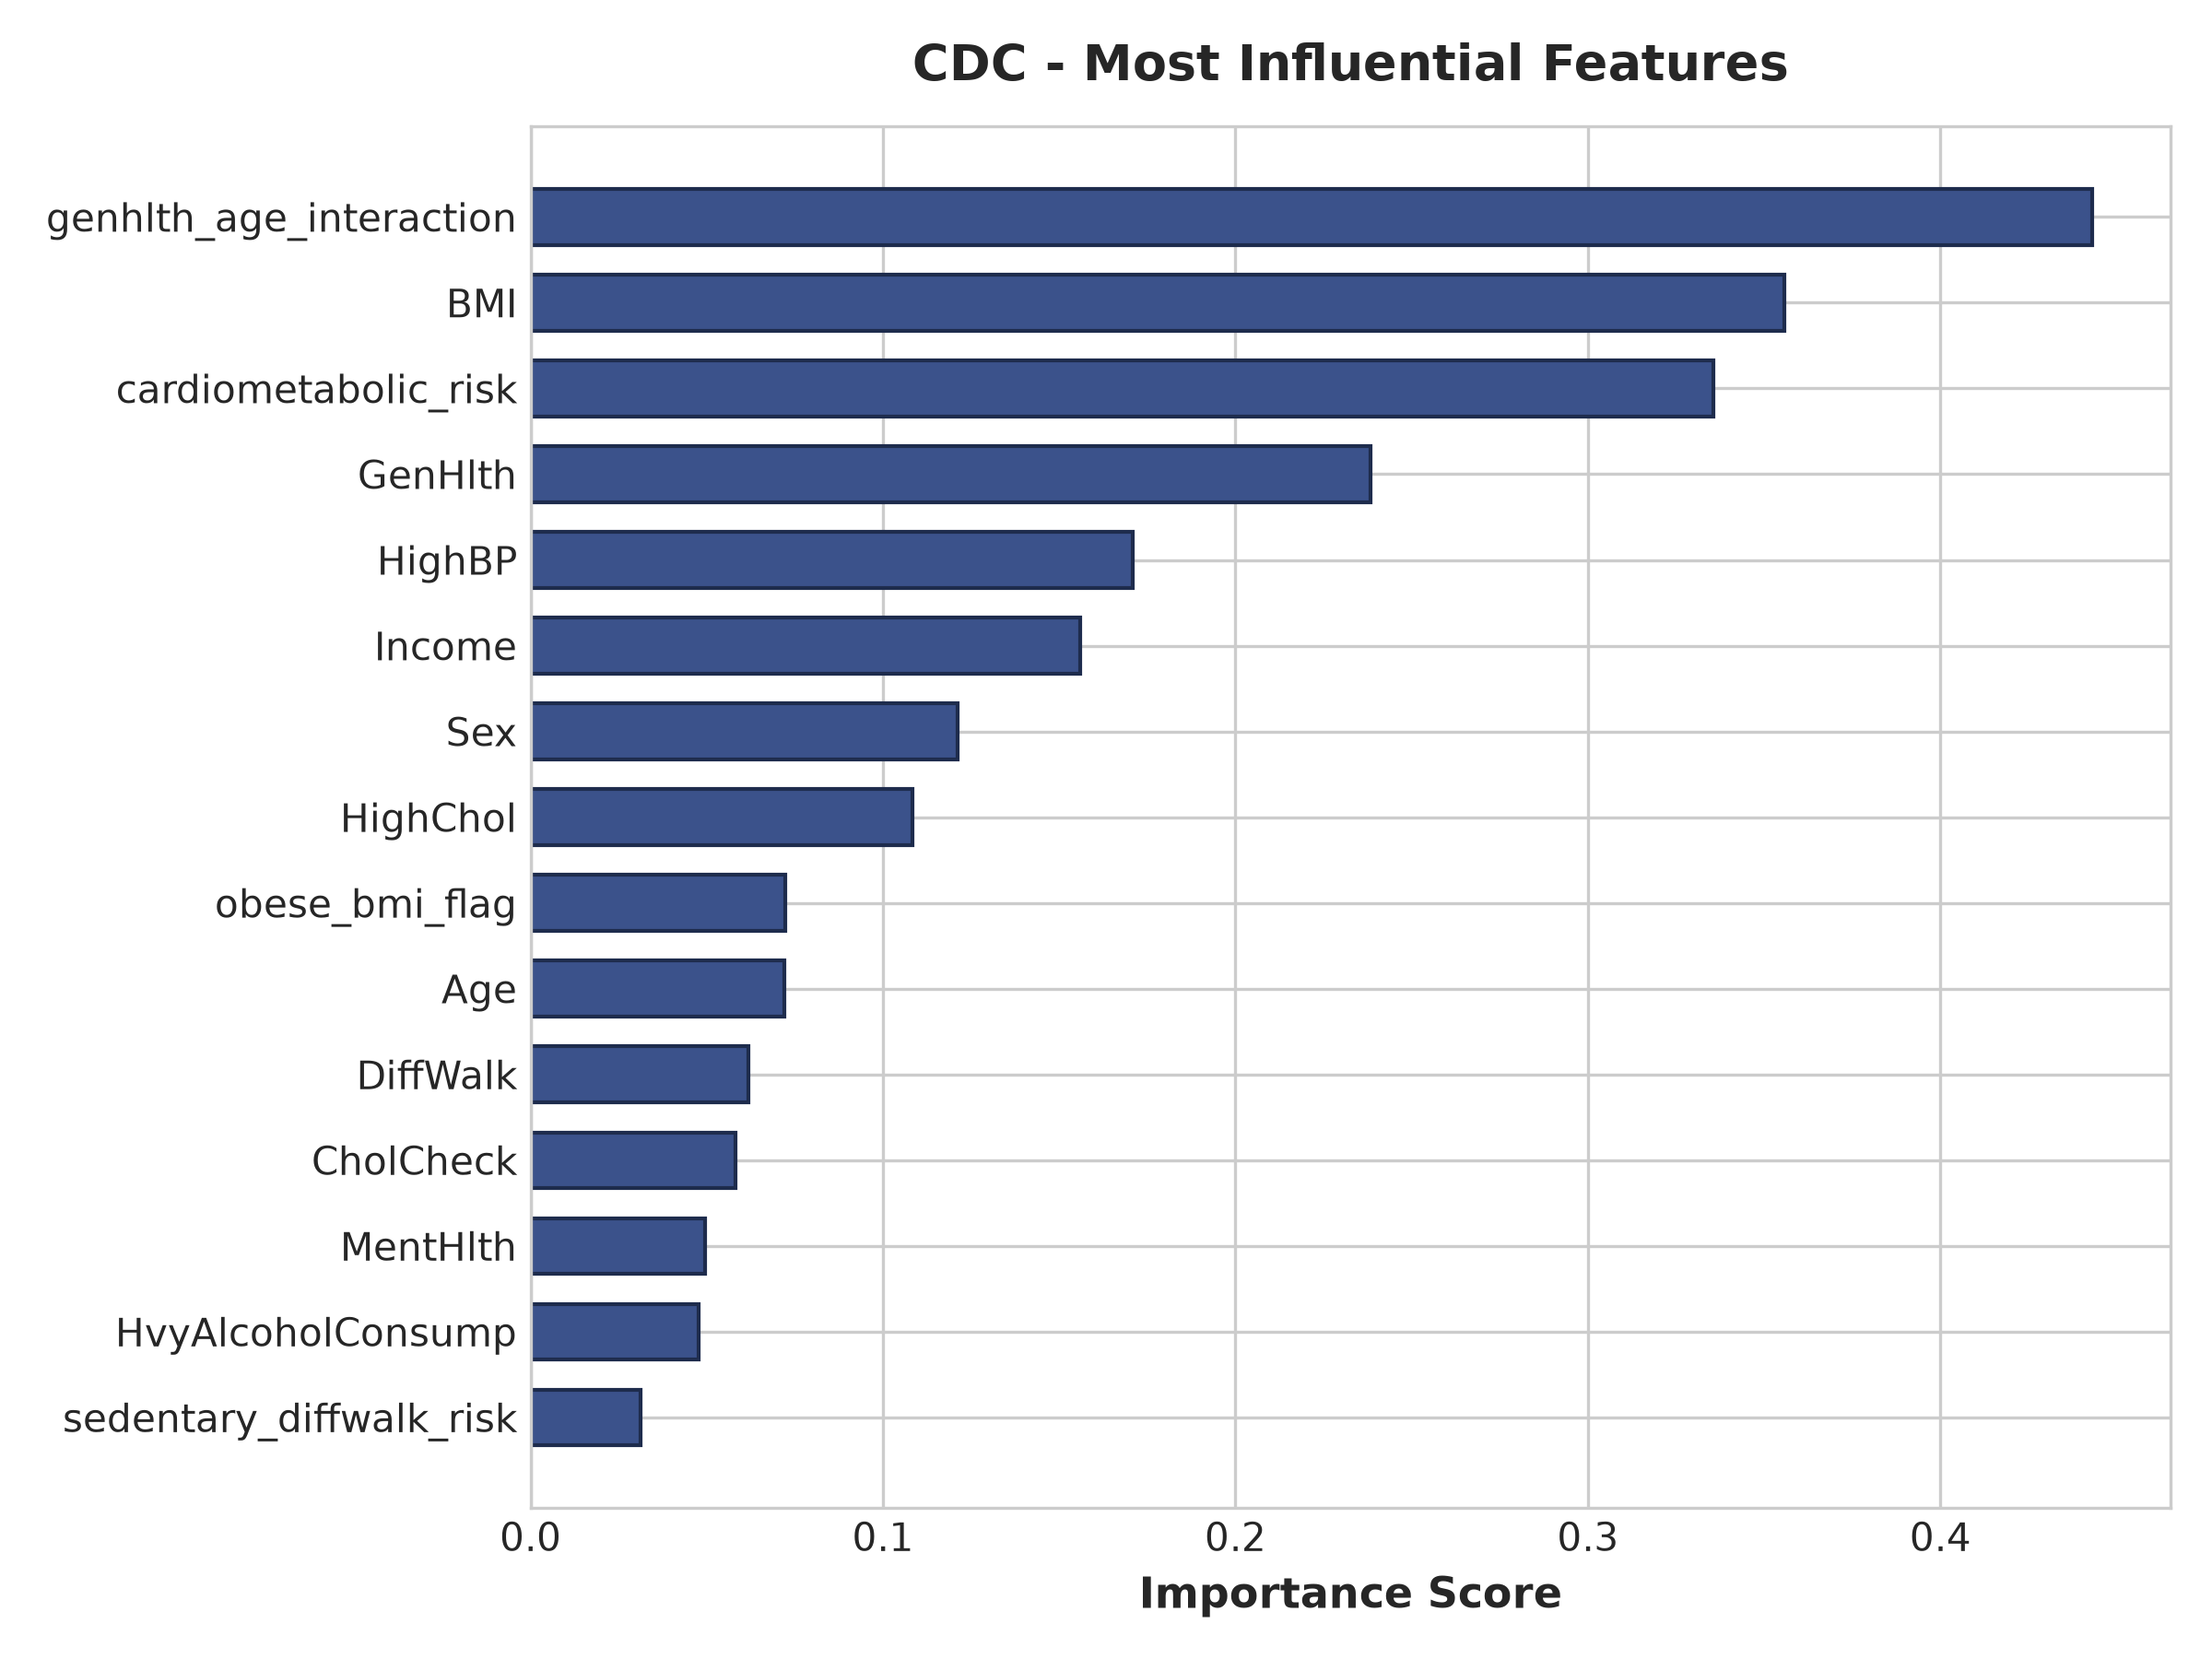 CDC - Most Influential Features
genhlth_age_interaction
BMI
cardiometabolic_risk
GenHlth
HighBP
Income
Sex
HighChol
obese_bmi_flag
Age
DiffWalk
CholCheck
MentHlth
HvyAlcoholConsump
sedentary_diffwalk_risk
0.0 0.1 0.2 0.3 0.4
Importance Score